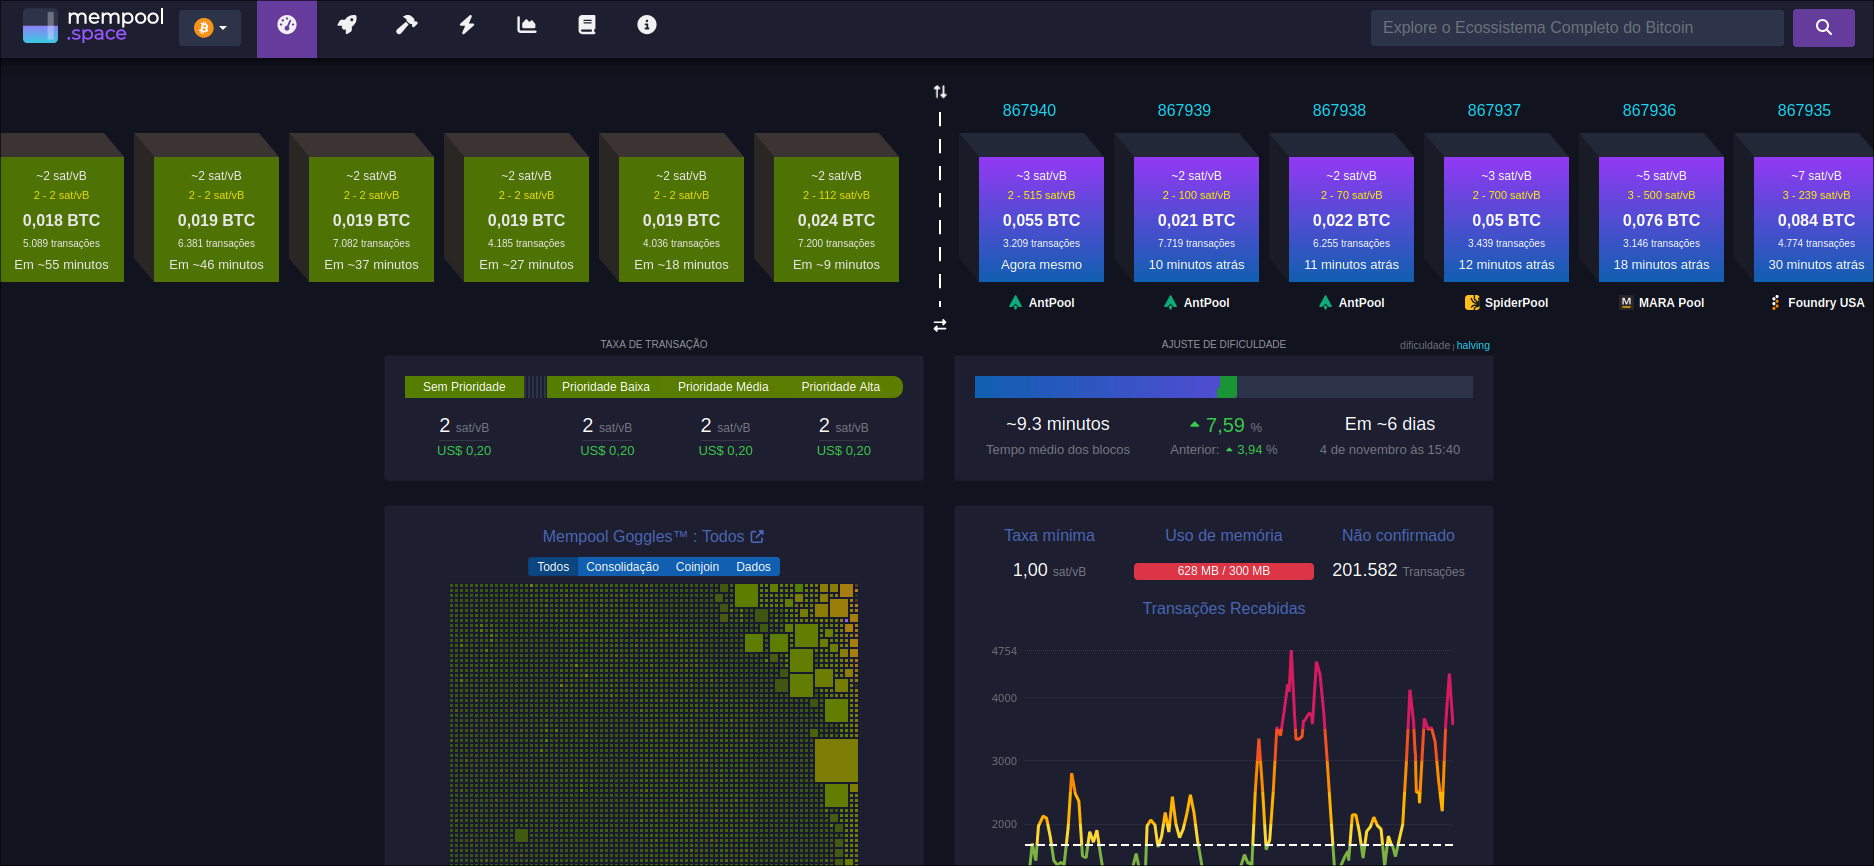 mempool
.space
Explore o Ecossistema Completo do Bitcoin
867940
867939
867938
867937
867936
867935
~2 sat/vB
2 - 2 sat/vB
0,018 BTC
5.089 transações
Em ~55 minutos
~2 sat/vB
2 - 2 sat/vB
0,019 BTC
6.381 transações
Em ~46 minutos
~2 sat/vB
2 - 2 sat/vB
0,019 BTC
7.082 transações
Em ~37 minutos
~2 sat/vB
2 - 2 sat/vB
0,019 BTC
4.185 transações
Em ~27 minutos
~2 sat/vB
2 - 2 sat/vB
0,019 BTC
4.036 transações
Em ~18 minutos
~2 sat/vB
2 - 112 sat/vB
0,024 BTC
7.200 transações
Em ~9 minutos
~3 sat/vB
2 - 515 sat/vB
0,055 BTC
3.209 transações
Agora mesmo
AntPool
~2 sat/vB
2 - 100 sat/vB
0,021 BTC
7.719 transações
10 minutos atrás
AntPool
~2 sat/vB
2 - 70 sat/vB
0,022 BTC
6.255 transações
11 minutos atrás
AntPool
~3 sat/vB
2 - 700 sat/vB
0,05 BTC
3.439 transações
12 minutos atrás
SpiderPool
~5 sat/vB
3 - 500 sat/vB
0,076 BTC
3.146 transações
18 minutos atrás
M MARA Pool
~7 sat/vB
3 - 239 sat/vB
0,084 BTC
4.774 transações
30 minutos atrás
Foundry USA
TAXA DE TRANSAÇÃO
Sem Prioridade Prioridade Baixa Prioridade Média Prioridade Alta
2 sat/vB 2 sat/vB 2 sat/vB 2 sat/vB
US$ 0,20 US$ 0,20 US$ 0,20 US$ 0,20
AJUSTE DE DIFICULDADE
dificuldade | halving
~9.3 minutos 7,59 % Em ~6 dias
Tempo médio dos blocos Anterior: 3,94 % 4 de novembro às 15:40
Mempool Goggles™ : Todos
Todos Consolidação Coinjoin Dados
Taxa mínima Uso de memória Não confirmado
1,00 sat/vB 628 MB / 300 MB 201.582 Transações
Transações Recebidas
4754
4000
3000
2000